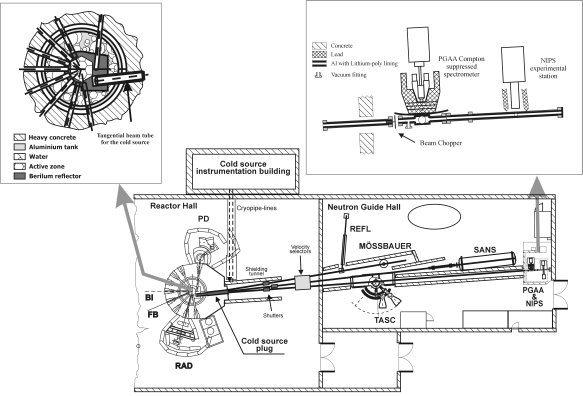 Tangential beam tube
for the cold source
Heavy concrete
Aluminium tank
Water
Active zone
Berilum reflector
Concrete
Lead
Al with Lithium-poly lining
Vacuum fitting
PGAA Compton
suppressed
spectrometer
NIPS
experimental
station
Beam Chopper
Cold source
instrumentation building
Reactor Hall
Cryopipe-lines
Neutron Guide Hall
PD
REFL
MÖSSBAUER
SANS
Velocity
selectors
Shielding
tunnel
BI
FB
Shutters
PGAA
&
NIPS
TASC
Cold source
plug
RAD